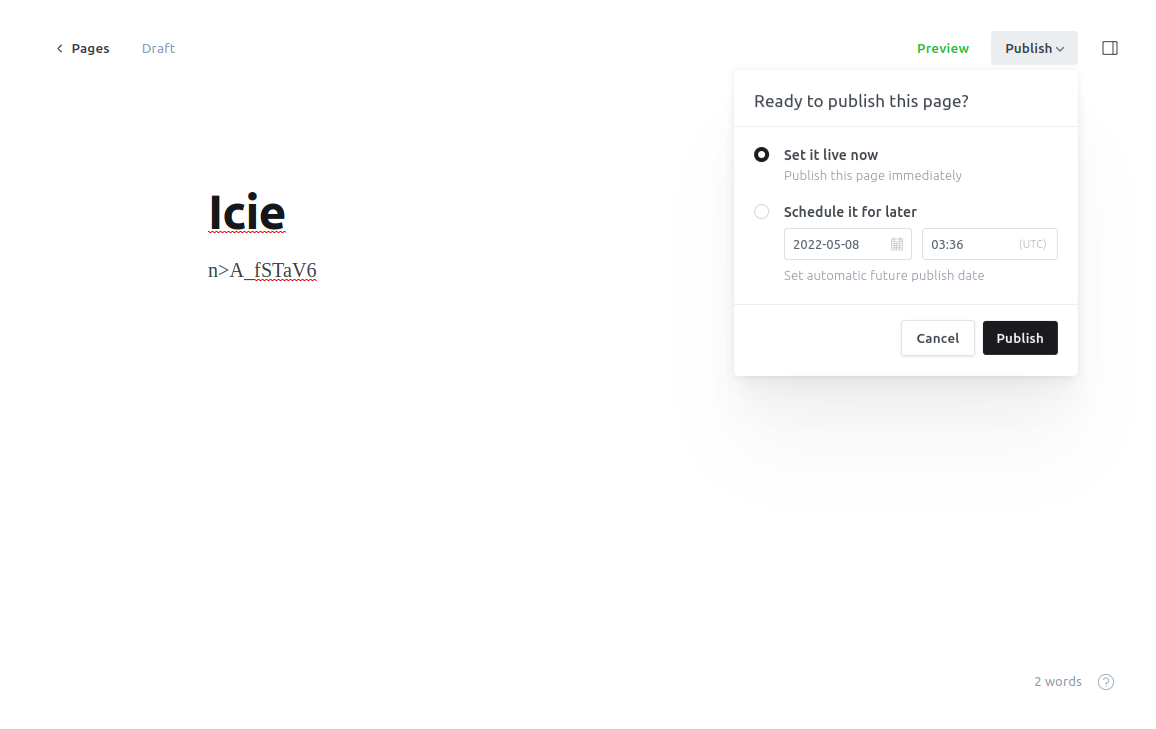 Pages Draft Preview Publish
Ready to publish this page?
Set it live now
Publish this page immediately
Schedule it for later
2022-05-08 03:36 (UTC)
Set automatic future publish date
Cancel Publish
Icie
n>A_fSTaV6
2 words ?